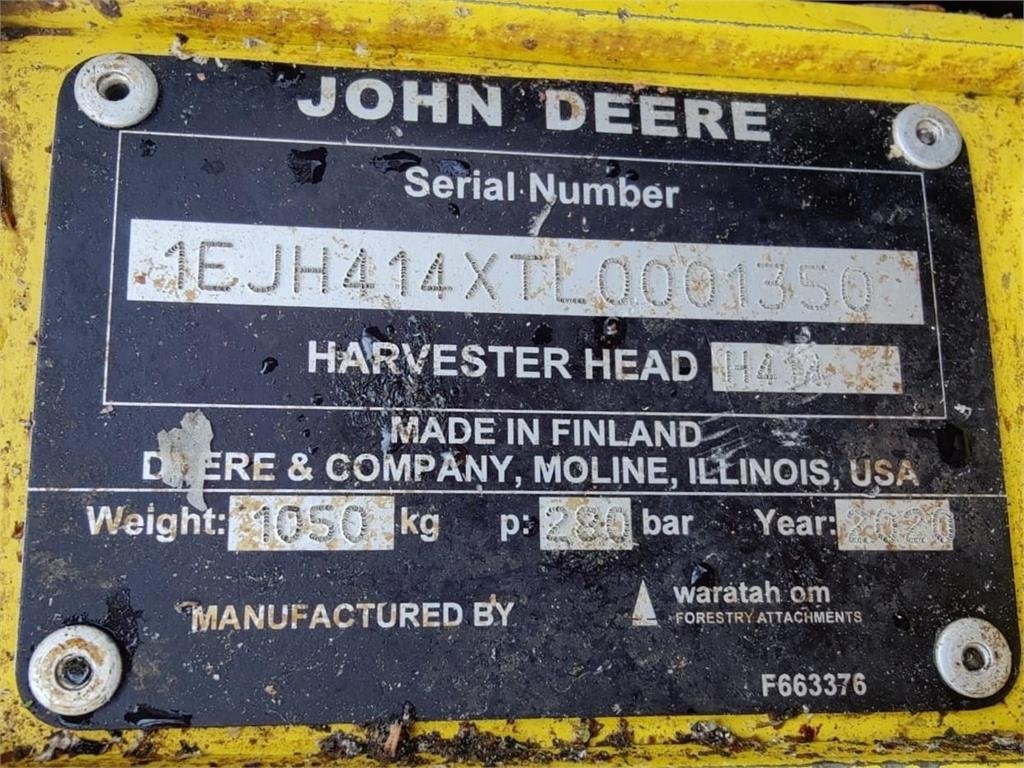 JOHN DEERE
Serial Number
1EJH414XTL0001350
HARVESTER HEAD H414
MADE IN FINLAND
DEERE & COMPANY, MOLINE, ILLINOIS, USA
Weight: 1050 kg p: 280 bar Year: 2020
MANUFACTURED BY waratah om
FORESTRY ATTACHMENTS
F663376